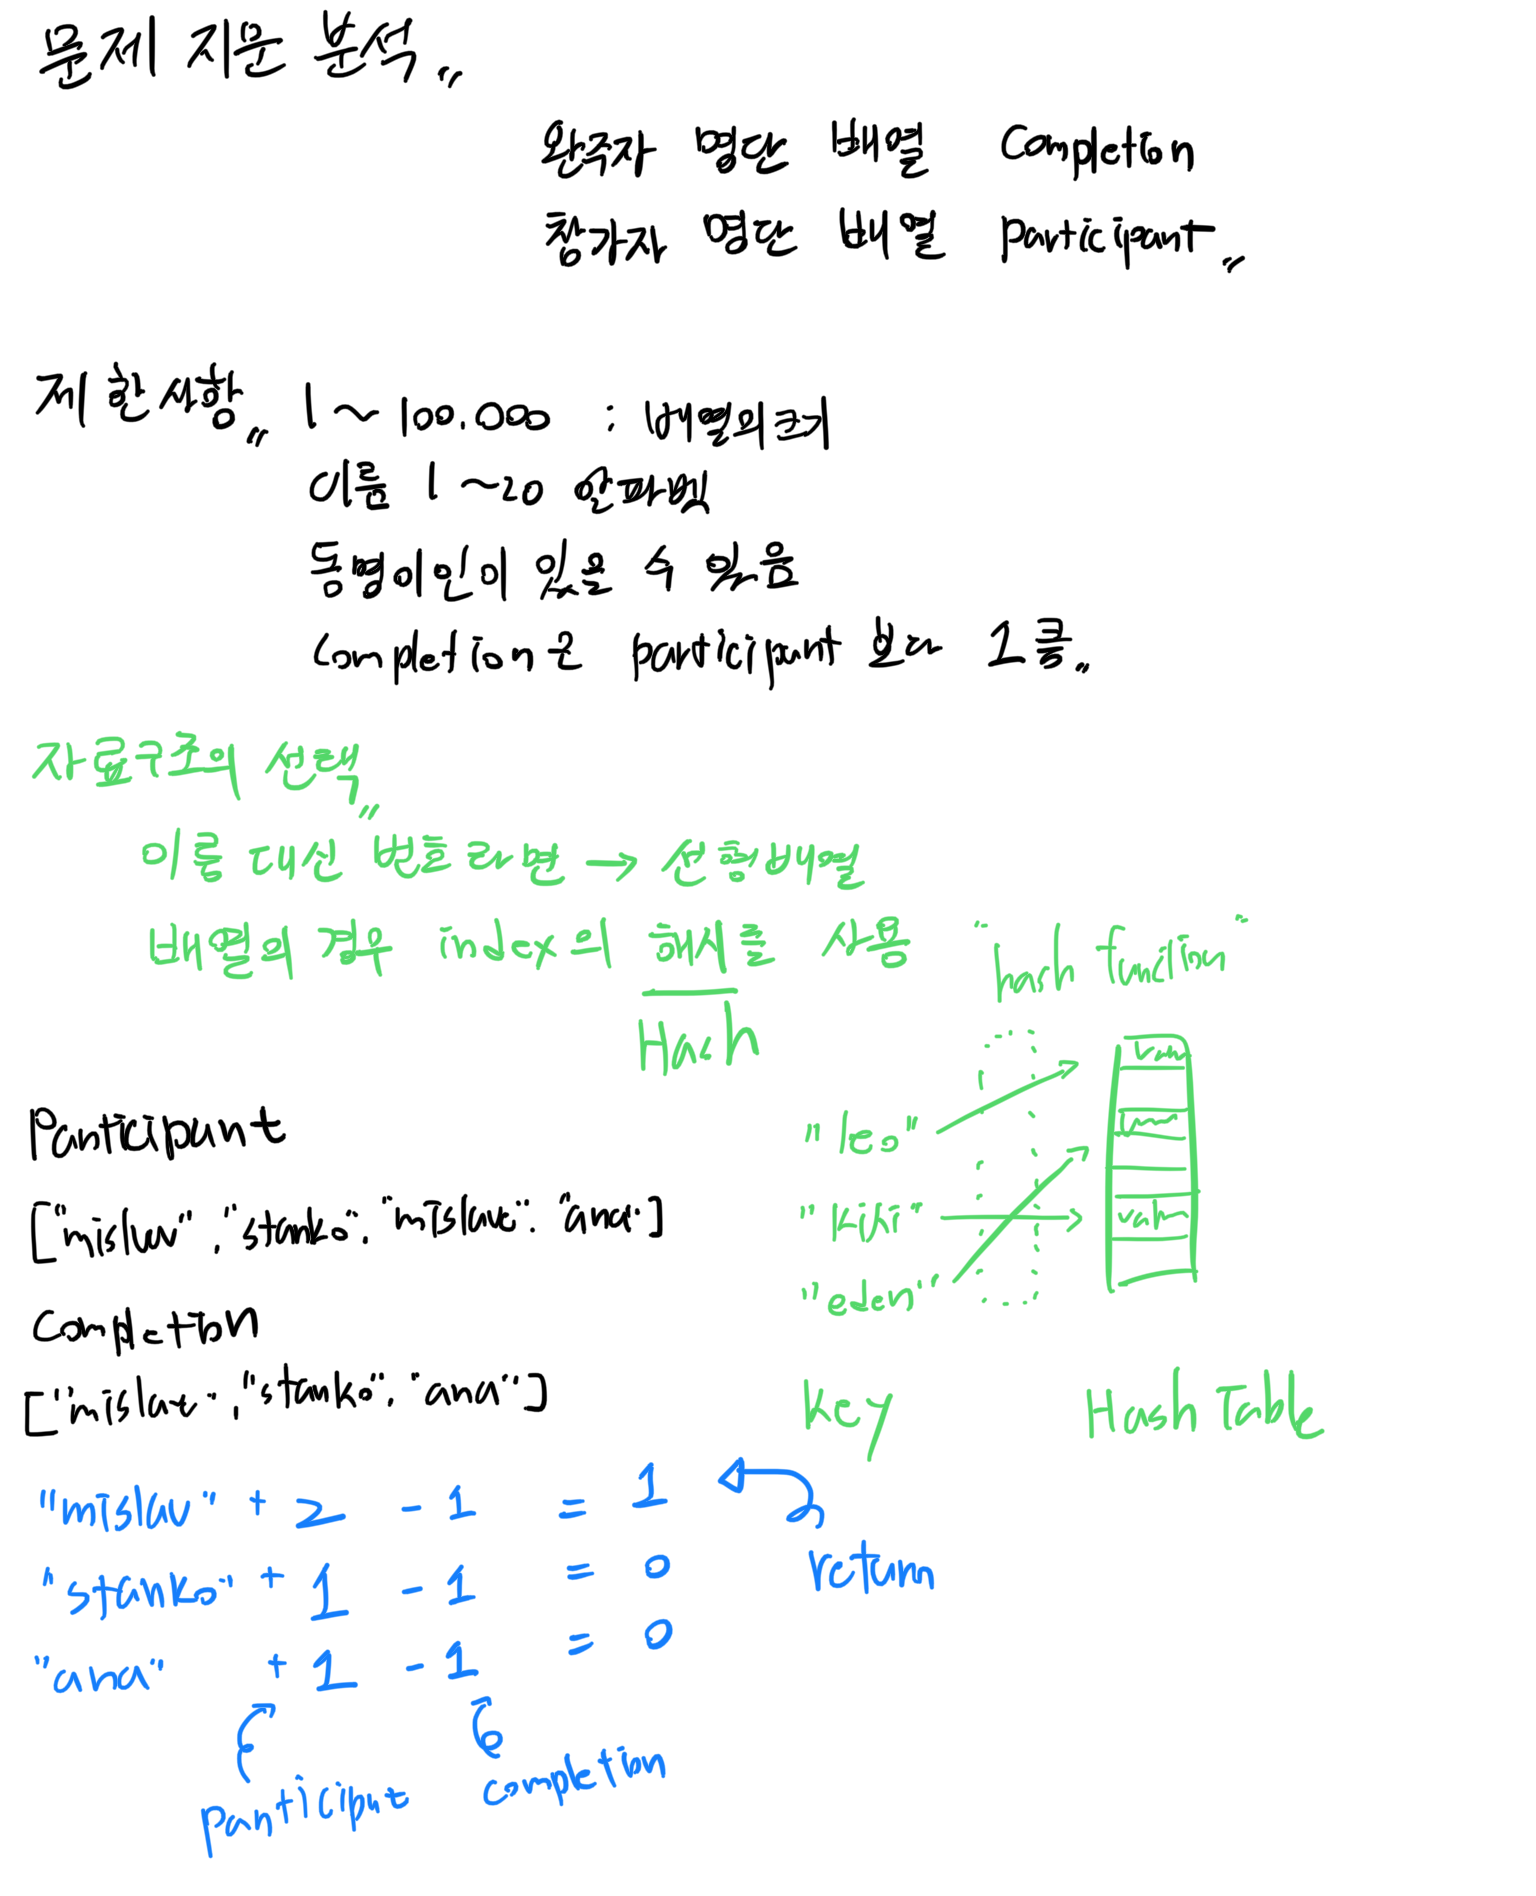 문제 지문 분석〃
완주자 명단 배열 Completion
참가자 명단 배열 participant〃
제한사항〃 1 ~ 100.000 : 배열의 크기
이름 1 ~ 20 알파벳
동명이인이 있을 수 있음
completion은 participant 보다 1 큼〃
자료구조의 선택〃
이름 대신 번호라면 → 선형배열
배열의 경우 index의 해시를 사용
Hash
"hash function"
Participant
["mislav", "stanko", "mislav", "ana"]
Completion
["mislav", "stanko", "ana"]
"leo"
"kiki"
"eden"
key
Hash Table
"mislav" + 2 - 1 = 1
return
"stanko" + 1 - 1 = 0
"ana" + 1 - 1 = 0
completion